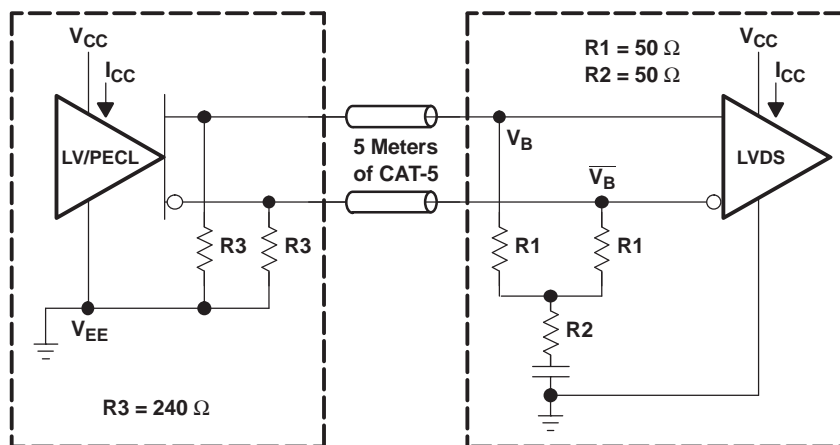 V_CC
I_CC
LV/PECL
R3
R3
V_EE
R3 = 240 Ω
5 Meters
of CAT-5
R1 = 50 Ω
R2 = 50 Ω
V_CC
I_CC
V_B
V̅_B̅
LVDS
R1
R1
R2